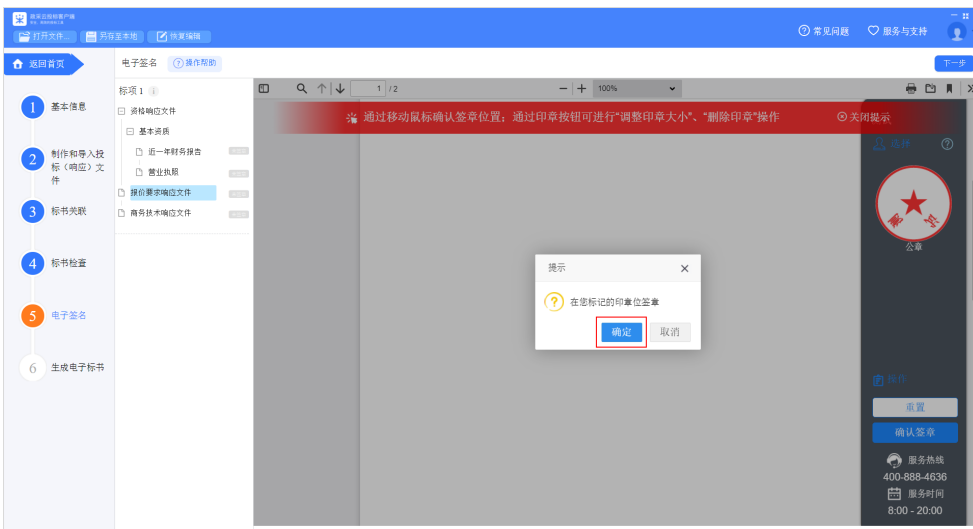 政采云投标客户端
打开文件... 另存至本地 恢复编辑
常见问题 服务与支持
返回首页 电子签名 操作帮助 下一步
标项 1
1 基本信息
2 制作和导入投标（响应）文件
3 标书关联
4 标书检查
5 电子签名
6 生成电子标书
资格响应文件
基本资质
近一年财务报告
营业执照
报价要求响应文件
商务技术响应文件
1 / 2 100%
通过移动鼠标确认签章位置；通过印章按钮可进行“调整印章大小”、“删除印章”操作 关闭提示
选择
公章
提示
在您标记的印章位签章
确定 取消
操作
重置
确认签章
服务热线
400-888-4636
服务时间
8:00 - 20:00